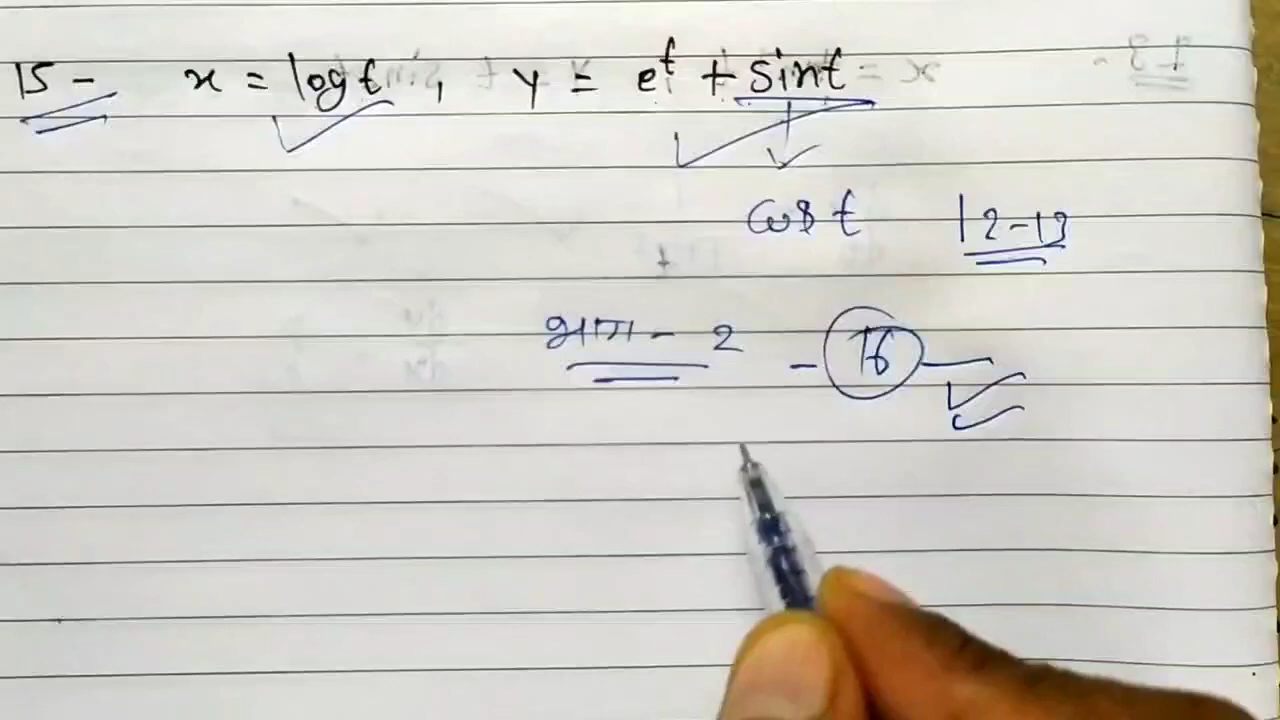 15 - x = log t , y = e^t + sint
cos t 12-13
भाग - 2 - 16